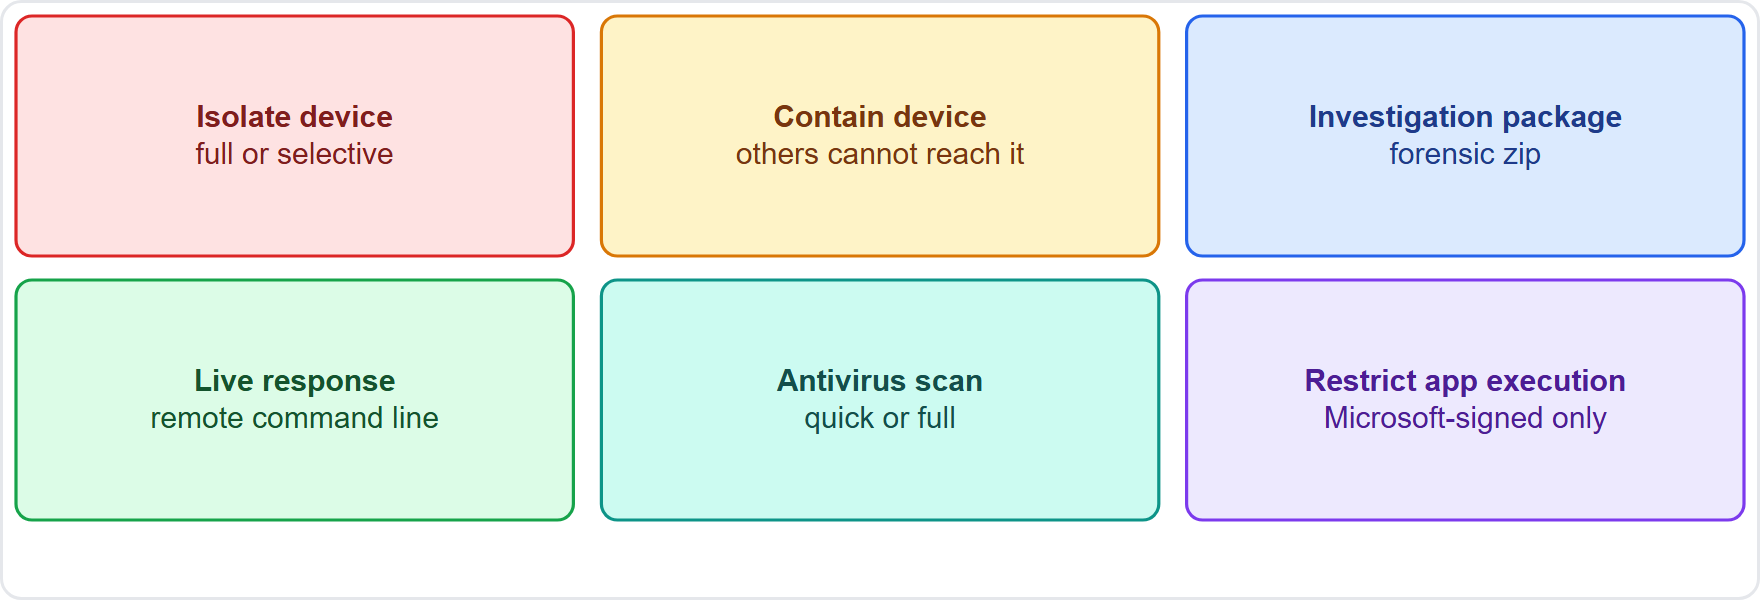 Isolate device
full or selective
Contain device
others cannot reach it
Investigation package
forensic zip
Live response
remote command line
Antivirus scan
quick or full
Restrict app execution
Microsoft-signed only